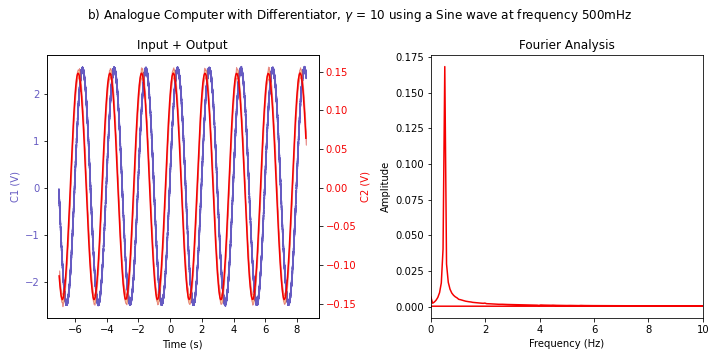 b) Analogue Computer with Differentiator, γ = 10 using a Sine wave at frequency 500mHz
Input + Output
Fourier Analysis
C1 (V)
2
1
0
−1
−2
−6 −4 −2 0 2 4 6 8
Time (s)
0.15
0.10
0.05
0.00
−0.05
−0.10
−0.15
C2 (V)
Amplitude
0.175
0.150
0.125
0.100
0.075
0.050
0.025
0.000
0 2 4 6 8 10
Frequency (Hz)